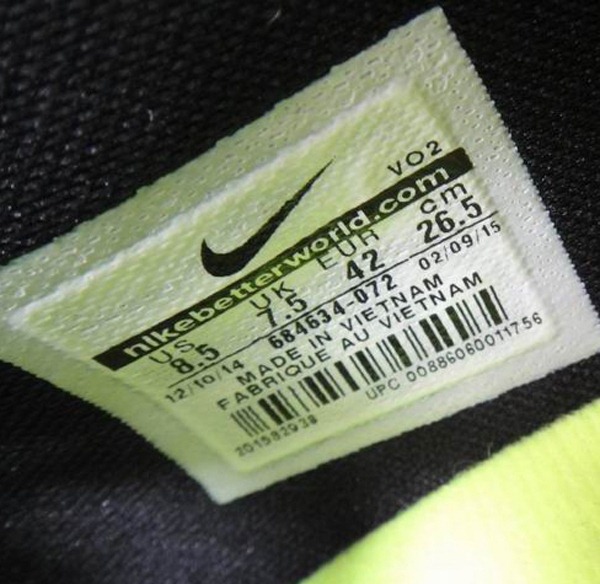 VO2
nikebetterworld.com
US UK EUR cm
8.5 7.5 42 26.5
12/10/14 684634-072 02/09/15
MADE IN VIETNAM
FABRIQUE AU VIETNAM
UPC 00886060011756
201582938